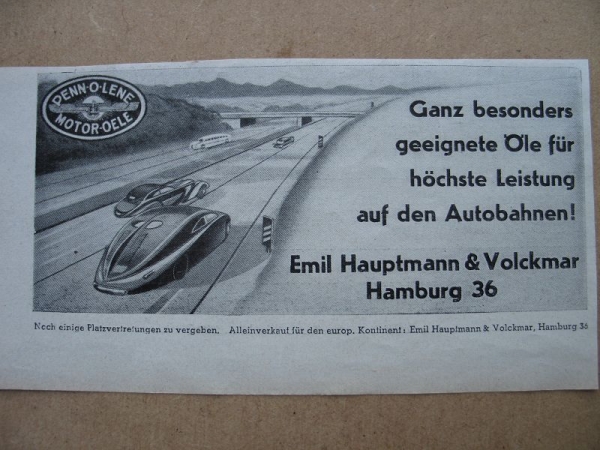 PENN-O-LENE
MOTOR-OELE
Ganz besonders
geeignete Öle für
höchste Leistung
auf den Autobahnen!
Emil Hauptmann & Volckmar
Hamburg 36
Noch einige Platzvertretungen zu vergeben. Alleinverkauf für den europ. Kontinent: Emil Hauptmann & Volckmar, Hamburg 36